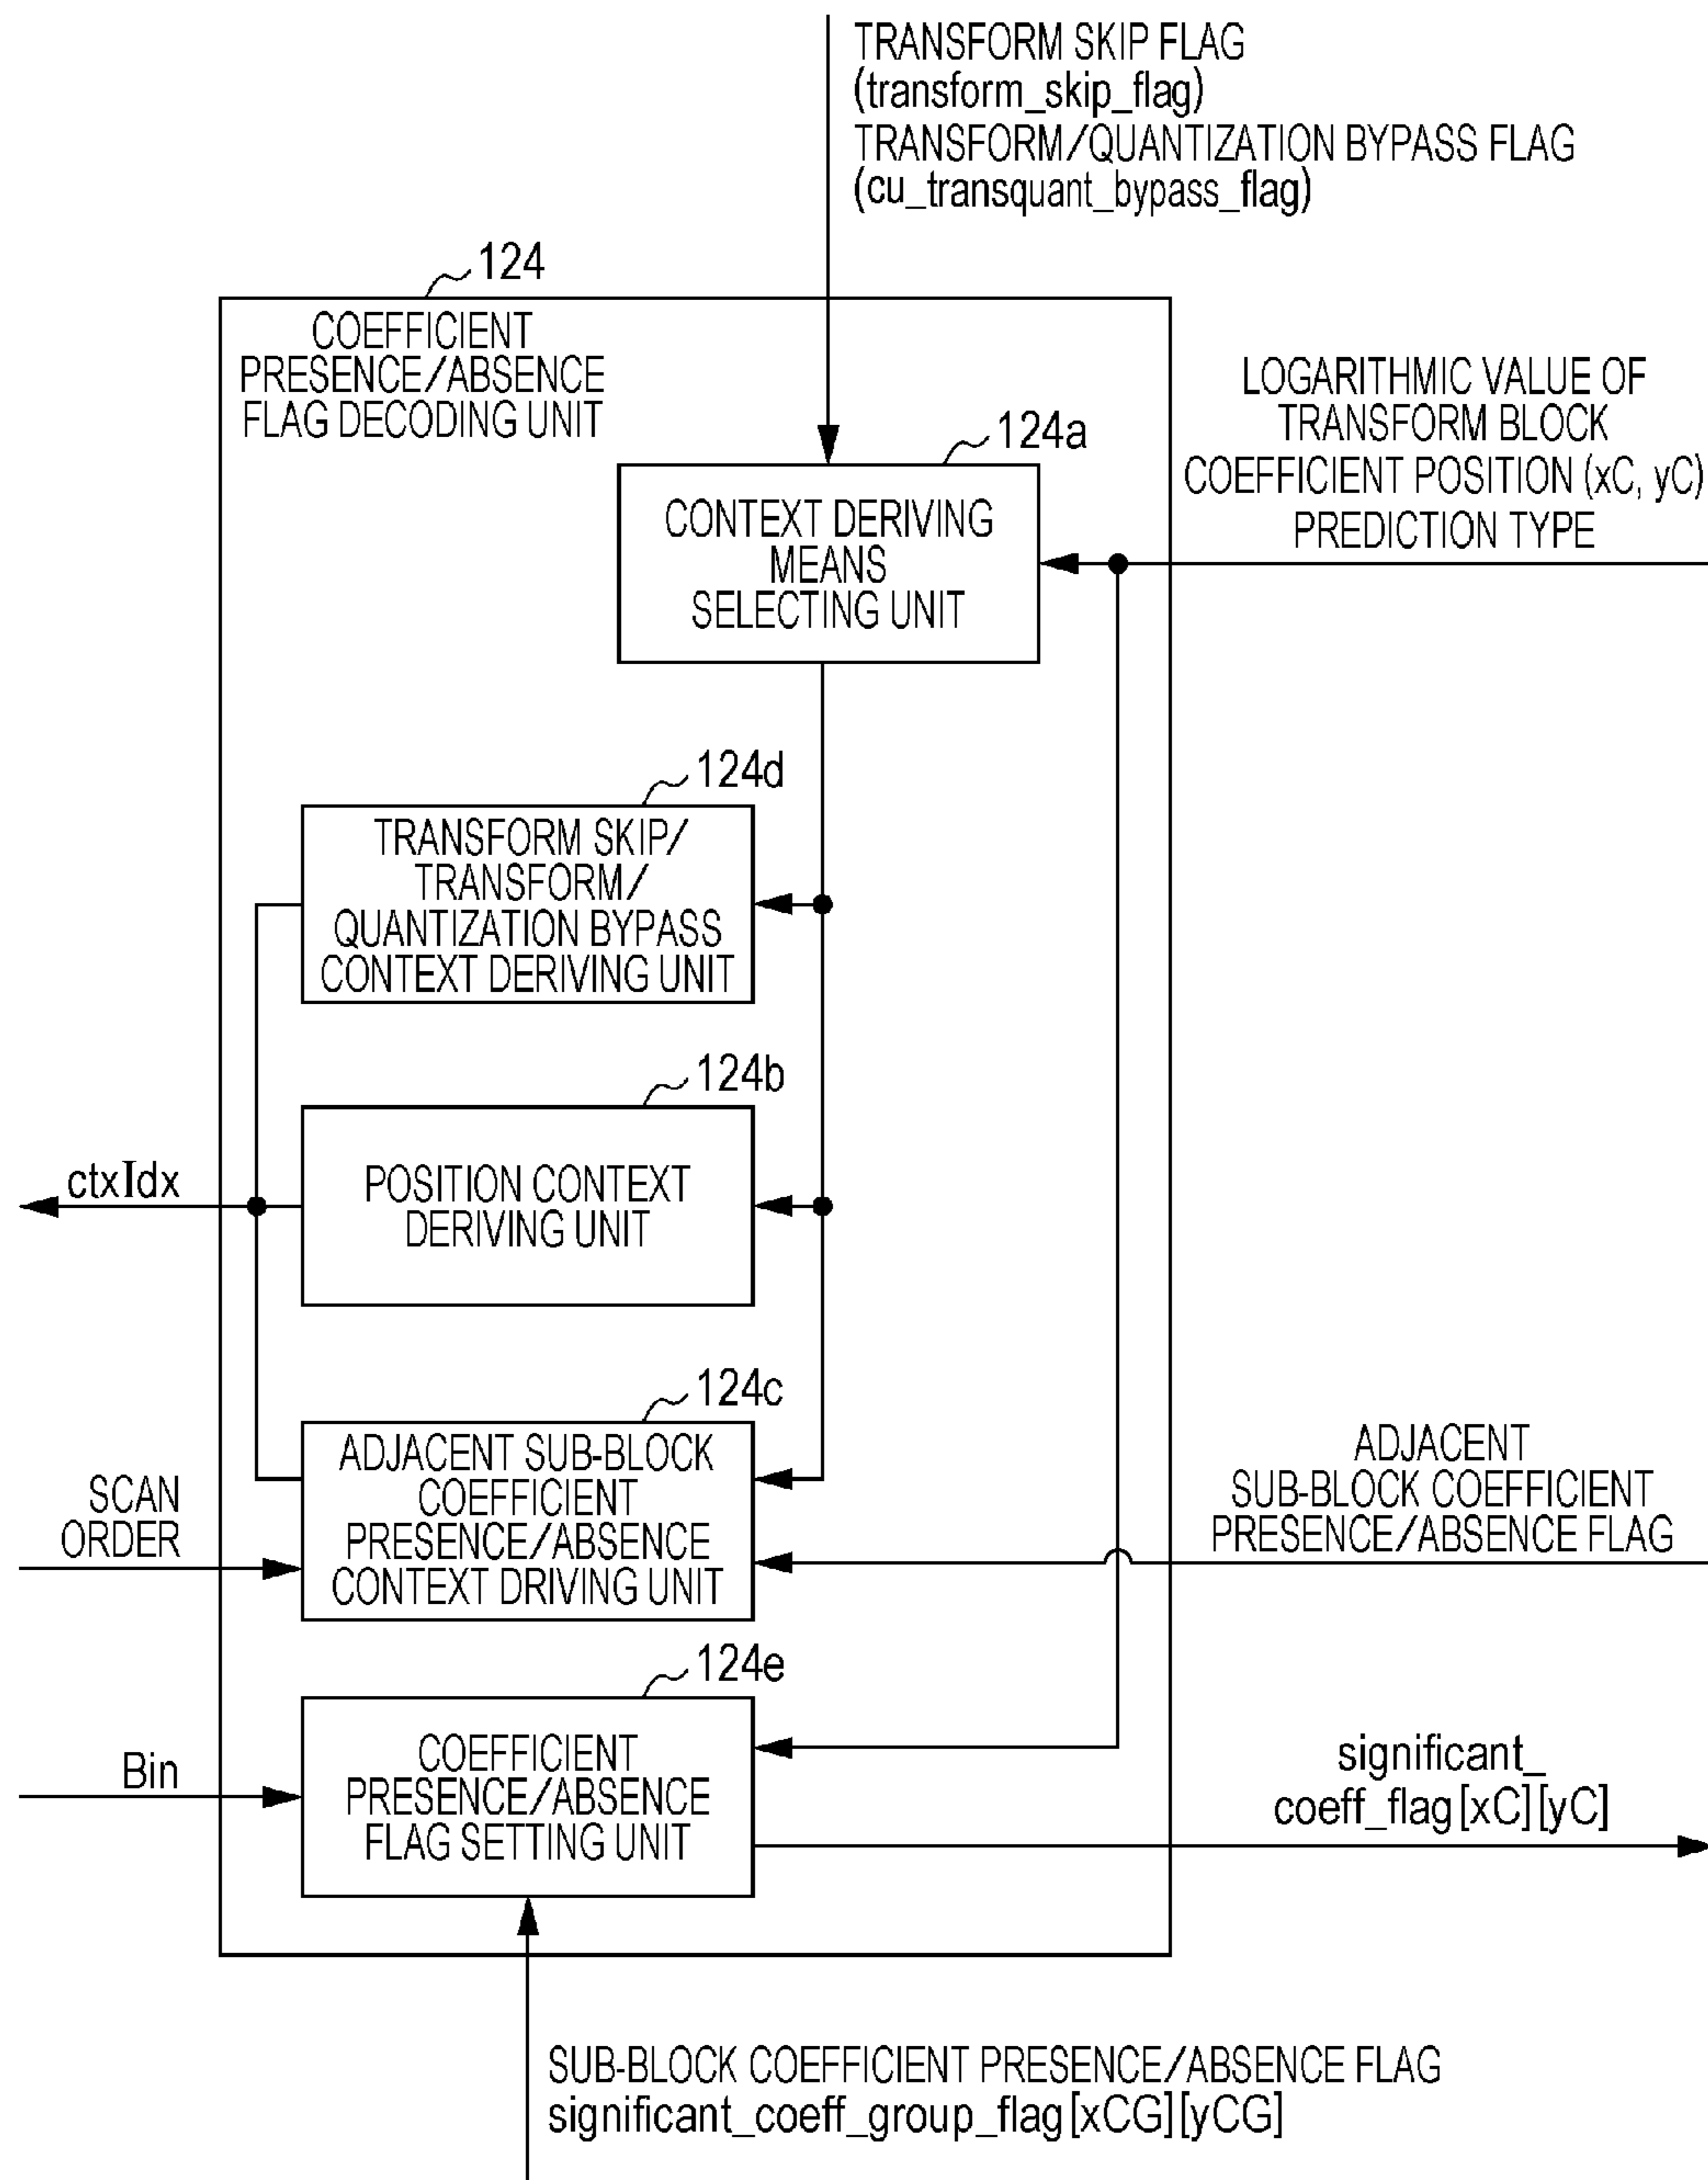 TRANSFORM SKIP FLAG
(transform_skip_flag)
TRANSFORM/QUANTIZATION BYPASS FLAG
(cu_transquant_bypass_flag)
124
COEFFICIENT
PRESENCE/ABSENCE
FLAG DECODING UNIT
LOGARITHMIC VALUE OF
TRANSFORM BLOCK
COEFFICIENT POSITION (xC, yC)
PREDICTION TYPE
124a
CONTEXT DERIVING
MEANS
SELECTING UNIT
124d
TRANSFORM SKIP/
TRANSFORM/
QUANTIZATION BYPASS
CONTEXT DERIVING UNIT
124b
POSITION CONTEXT
DERIVING UNIT
ctxIdx
124c
ADJACENT SUB-BLOCK
COEFFICIENT
PRESENCE/ABSENCE
CONTEXT DRIVING UNIT
SCAN
ORDER
ADJACENT
SUB-BLOCK COEFFICIENT
PRESENCE/ABSENCE FLAG
124e
COEFFICIENT
PRESENCE/ABSENCE
FLAG SETTING UNIT
Bin
significant_
coeff_flag[xC][yC]
SUB-BLOCK COEFFICIENT PRESENCE/ABSENCE FLAG
significant_coeff_group_flag[xCG][yCG]